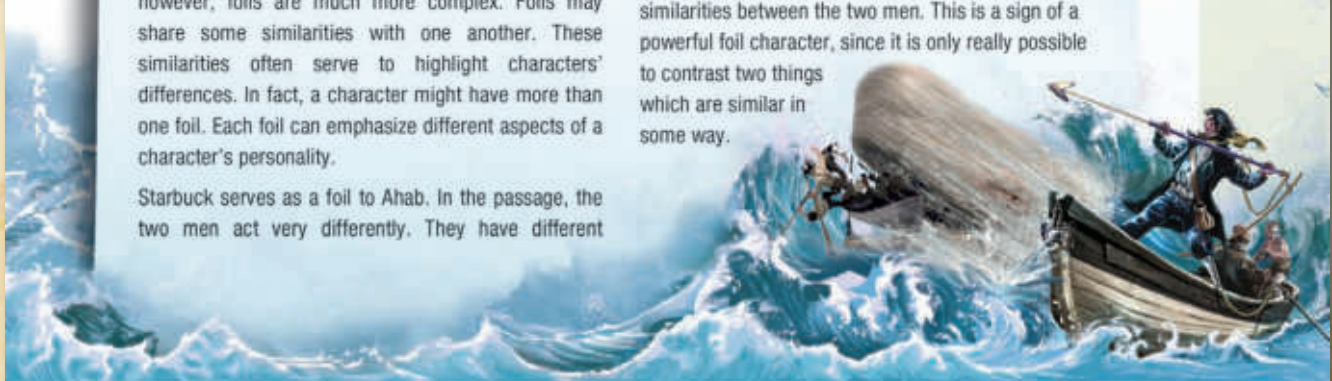 however, foils are much more complex. Foils may
share some similarities with one another. These
similarities often serve to highlight characters'
differences. In fact, a character might have more than
one foil. Each foil can emphasize different aspects of a
character's personality.
Starbuck serves as a foil to Ahab. In the passage, the
two men act very differently. They have different
similarities between the two men. This is a sign of a
powerful foil character, since it is only really possible
to contrast two things
which are similar in
some way.